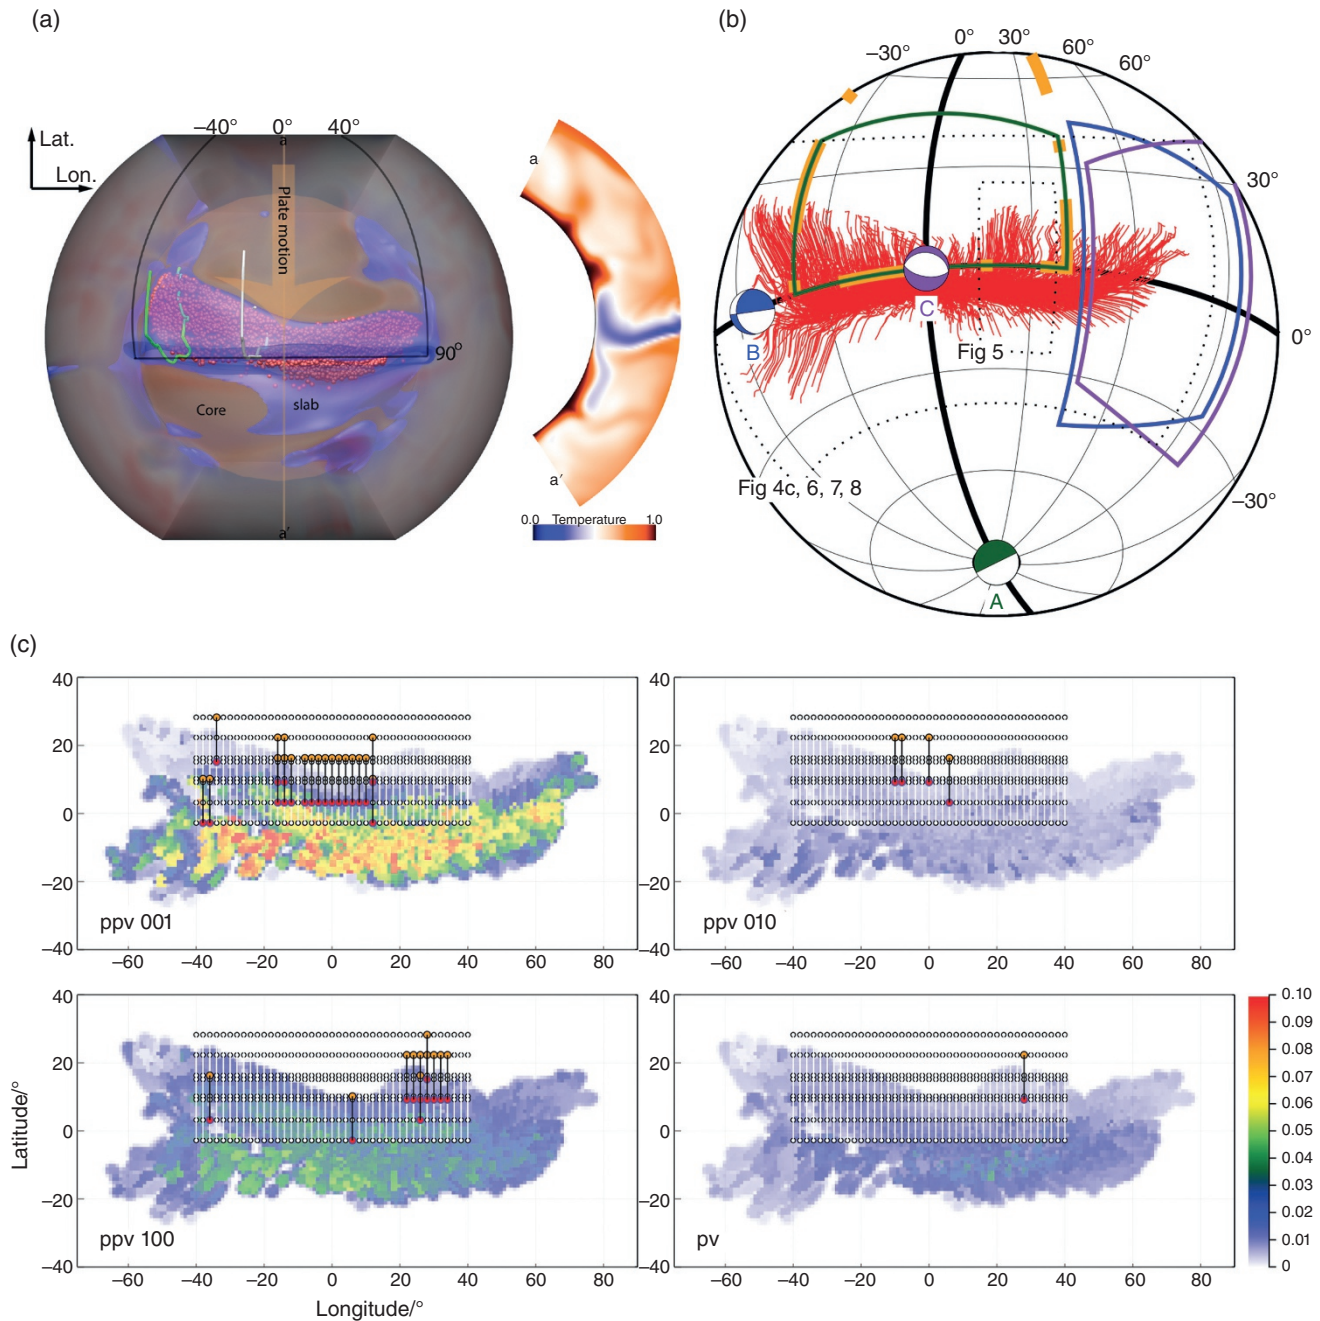 (a)
Lat.
Lon.
–40° 0° 40°
a
Plate motion
90°
Core
slab
a′
a
a′
0.0 Temperature 1.0
(b)
–30° 0° 30° 60° 60°
30°
0°
–30°
B
C
Fig 5
Fig 4c, 6, 7, 8
A
(c)
40
20
0
–20
–40
ppv 001
–60 –40 –20 0 20 40 60 80
40
20
0
–20
–40
ppv 010
–60 –40 –20 0 20 40 60 80
Latitude/°
40
20
0
–20
–40
ppv 100
–60 –40 –20 0 20 40 60 80
40
20
0
–20
–40
pv
–60 –40 –20 0 20 40 60 80
Longitude/°
0.10
0.09
0.08
0.07
0.06
0.05
0.04
0.03
0.02
0.01
0